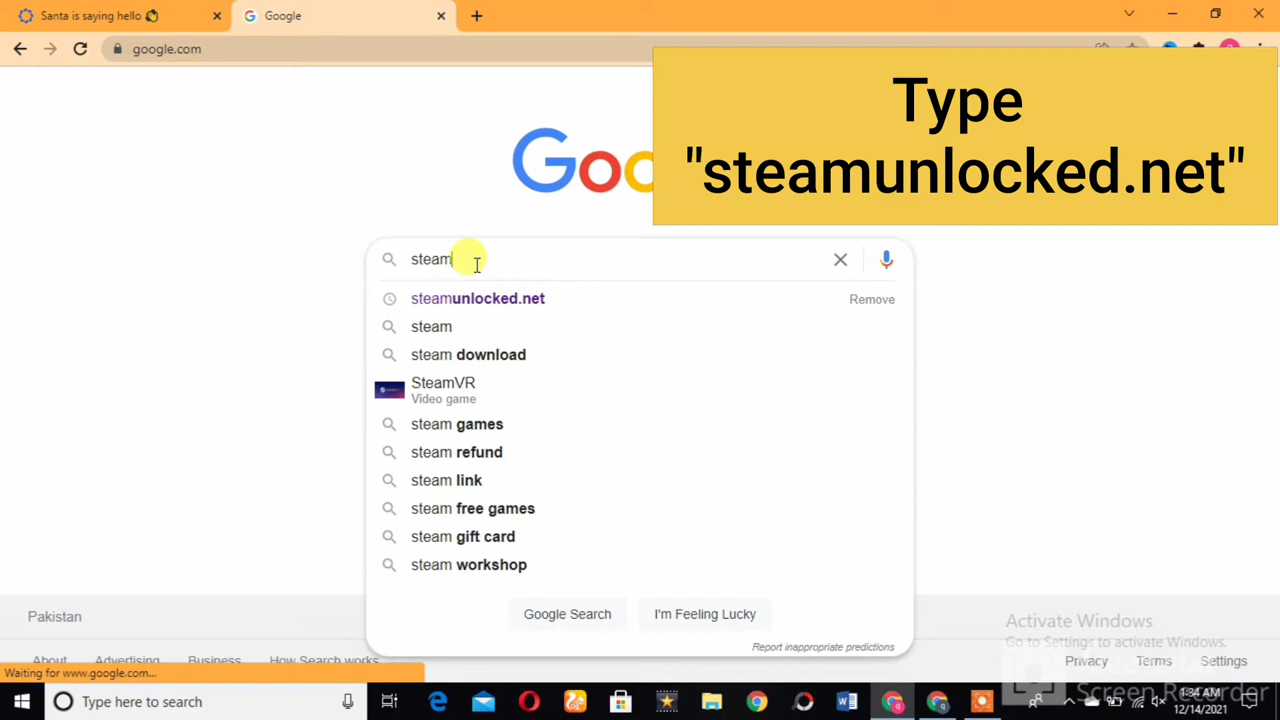 Santa is saying hello
Google
google.com
Type
"steamunlocked.net"
Goo
steam
steamunlocked.net
Remove
steam
steam download
SteamVR
Video game
steam games
steam refund
steam link
steam free games
steam gift card
steam workshop
Google Search
I'm Feeling Lucky
Report inappropriate predictions
Pakistan
About
Advertising
Business
How Search works
Privacy
Terms
Settings
Activate Windows
Go to Settings to activate Windows.
Waiting for www.google.com...
Type here to search
Screen Recorder
1:34 AM
12/14/2021